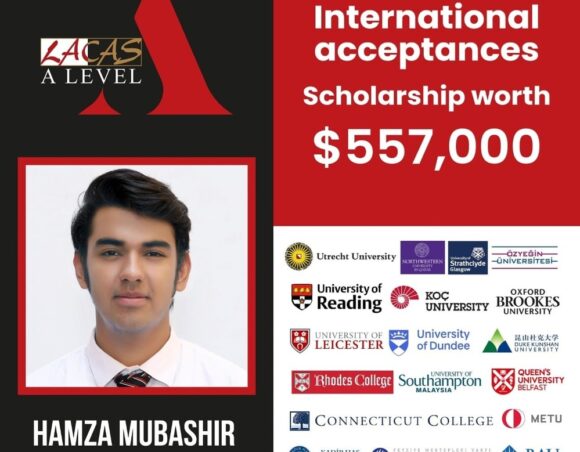 LACAS
A LEVEL
HAMZA MUBASHIR
International
acceptances
Scholarship worth
$557,000
Utrecht University
NORTHWESTERN
UNIVERSITY
IN QATAR
University of
Strathclyde
Glasgow
ÖZYEĞİN
ÜNİVERSİTESİ
University of
Reading
KOÇ
UNIVERSITY
OXFORD
BROOKES
UNIVERSITY
UNIVERSITY OF
LEICESTER
University
of Dundee
昆山杜克大学
DUKE KUNSHAN
UNIVERSITY
Rhodes College
UNIVERSITY OF
Southampton
MALAYSIA
QUEEN'S
UNIVERSITY
BELFAST
CONNECTICUT COLLEGE
METU